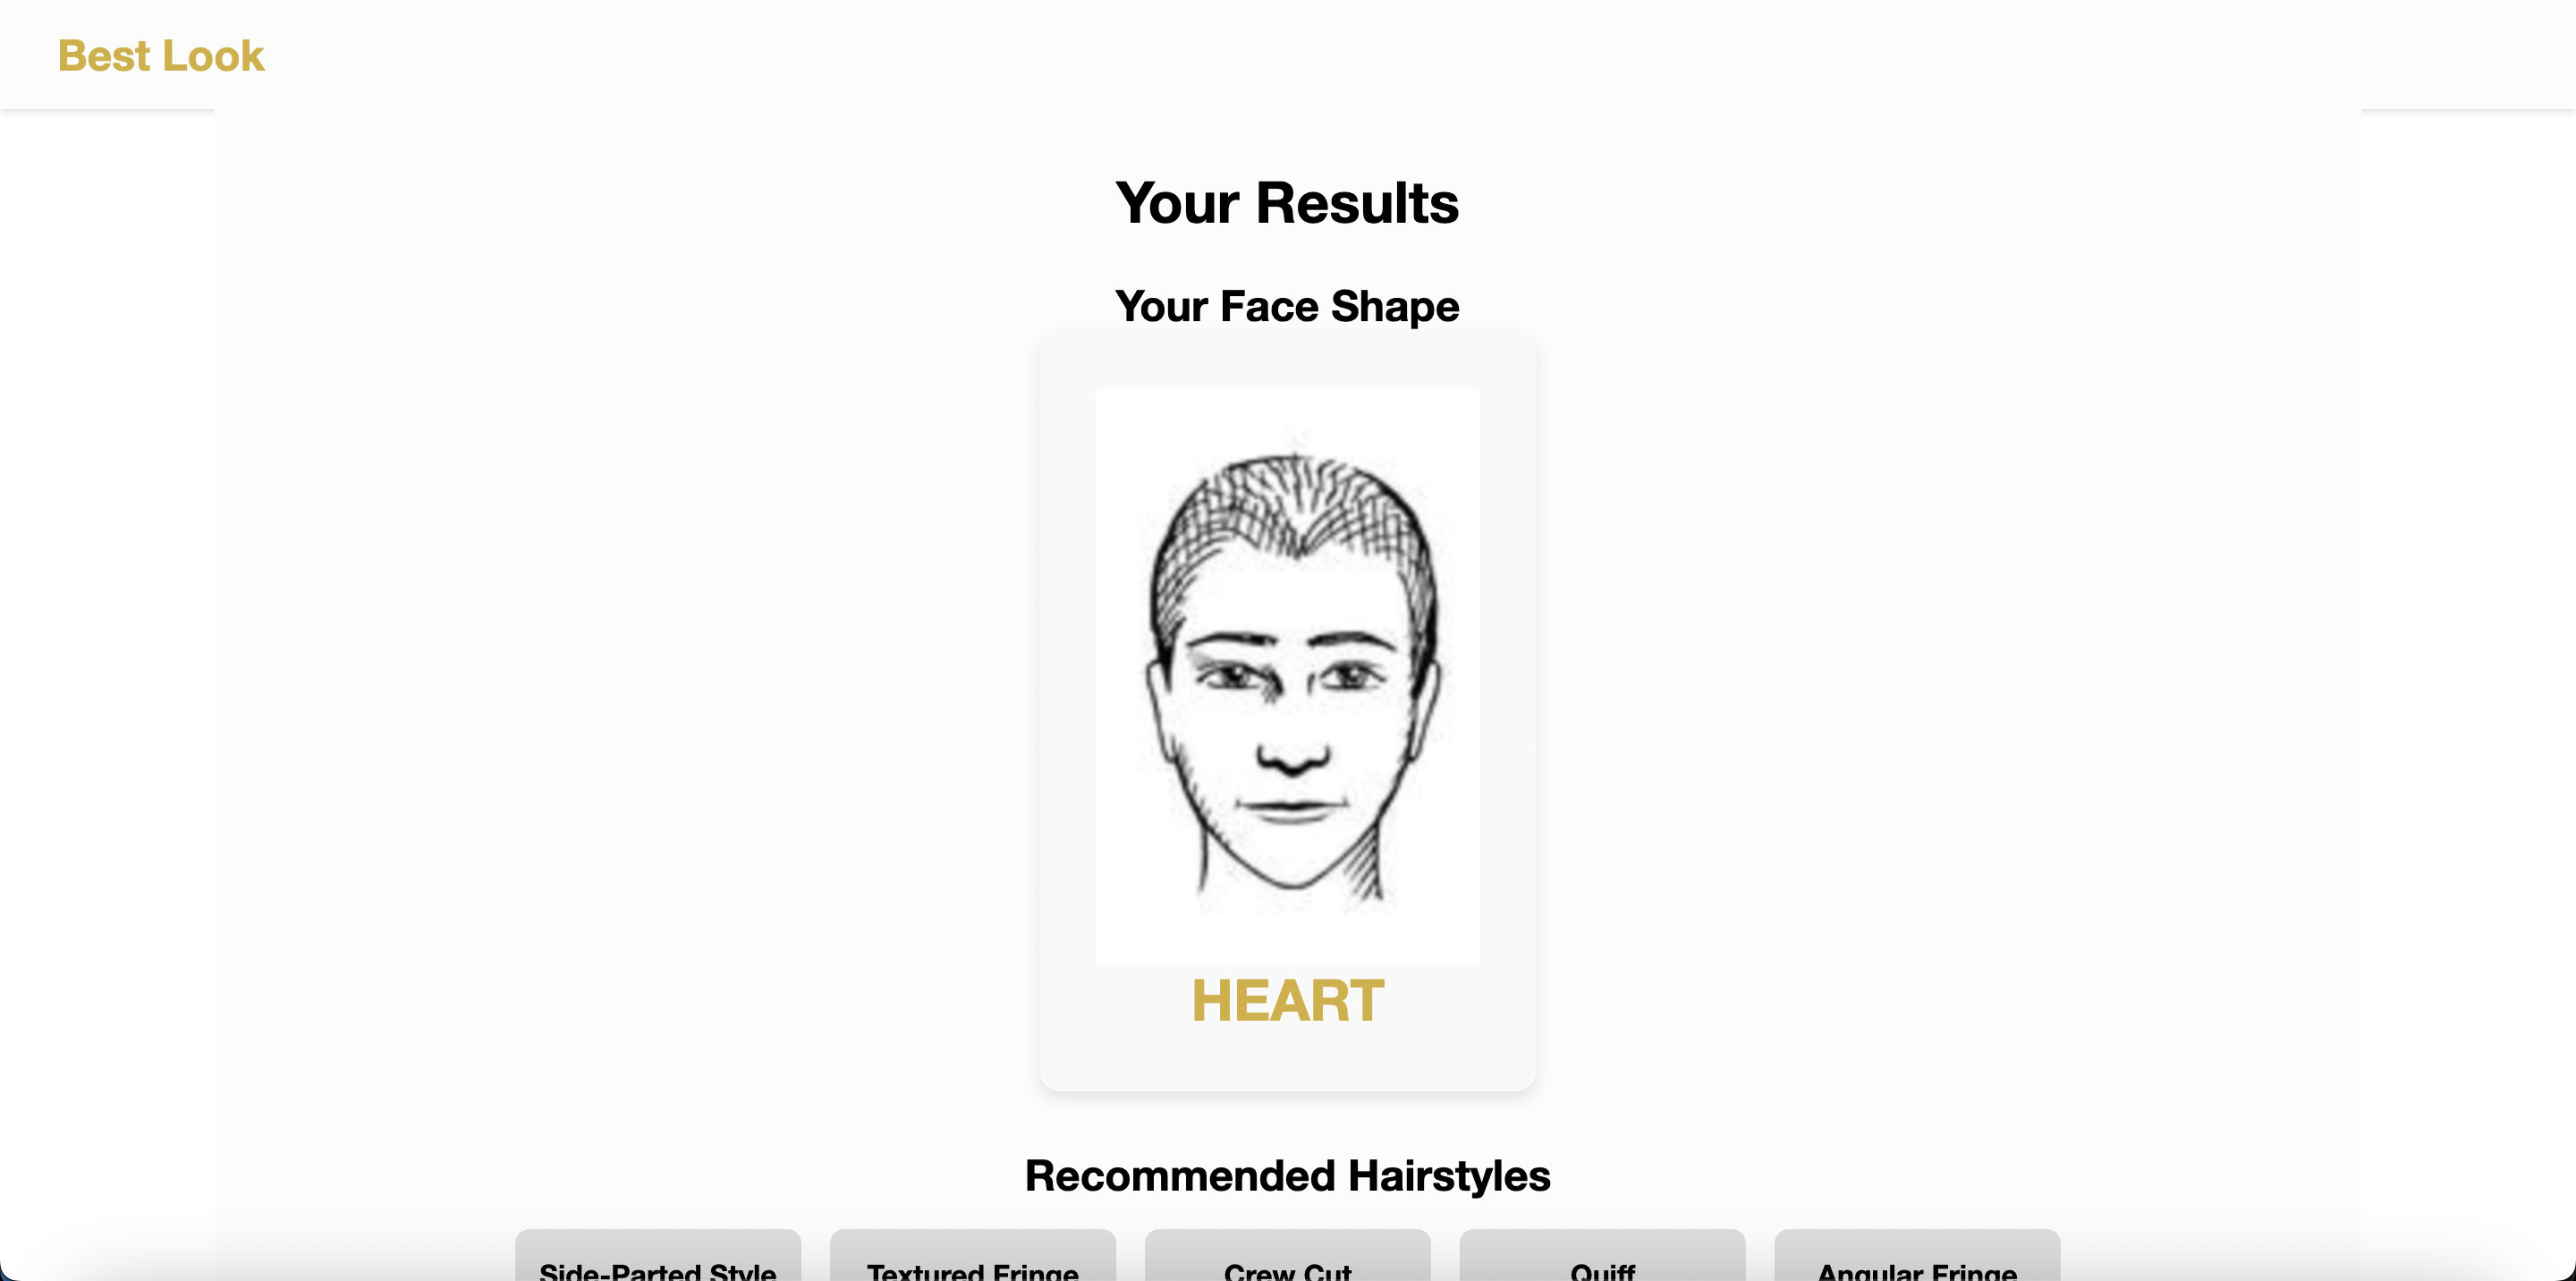 Best Look
Your Results
Your Face Shape
HEART
Recommended Hairstyles
Side-Parted Style
Textured Fringe
Crew Cut
Quiff
Angular Fringe